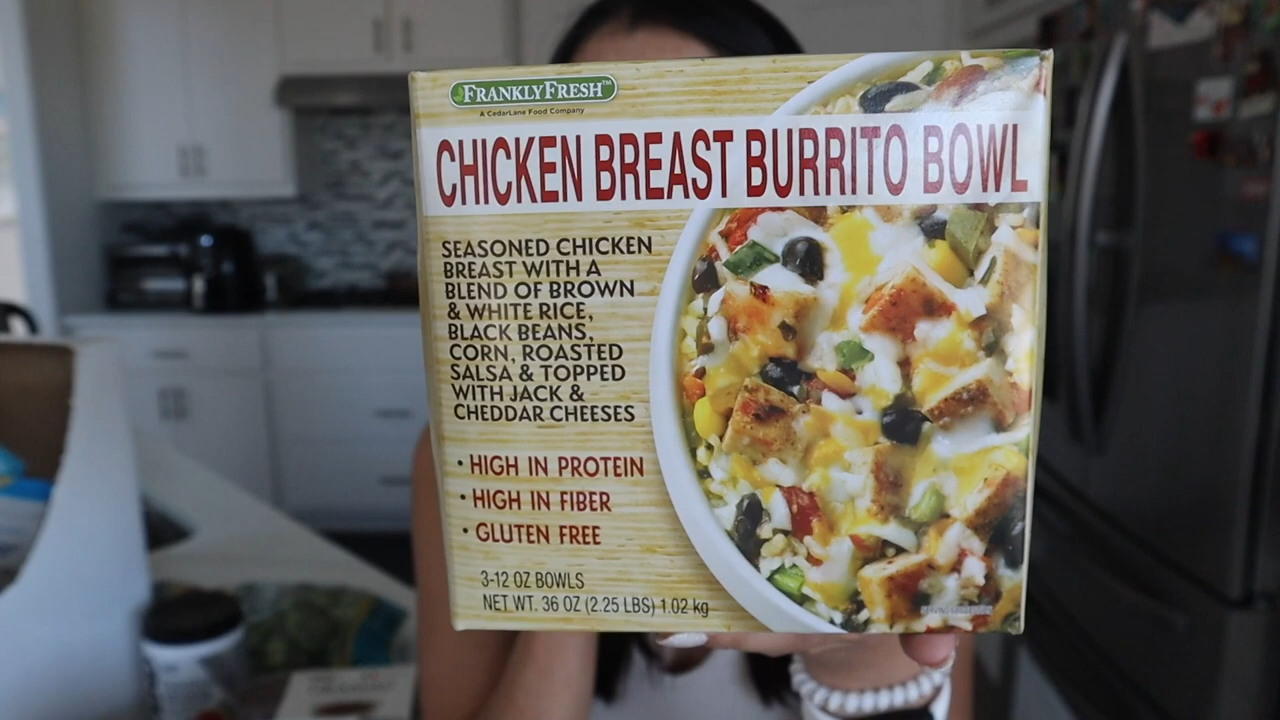 FRANKLYFRESH™
A CEDARLANE FOOD COMPANY
CHICKEN BREAST BURRITO BOWL
SEASONED CHICKEN
BREAST WITH A
BLEND OF BROWN
& WHITE RICE,
BLACK BEANS,
CORN, ROASTED
SALSA & TOPPED
WITH JACK &
CHEDDAR CHEESES
• HIGH IN PROTEIN
• HIGH IN FIBER
• GLUTEN FREE
3-12 OZ BOWLS
NET WT. 36 OZ (2.25 LBS) 1.02 kg